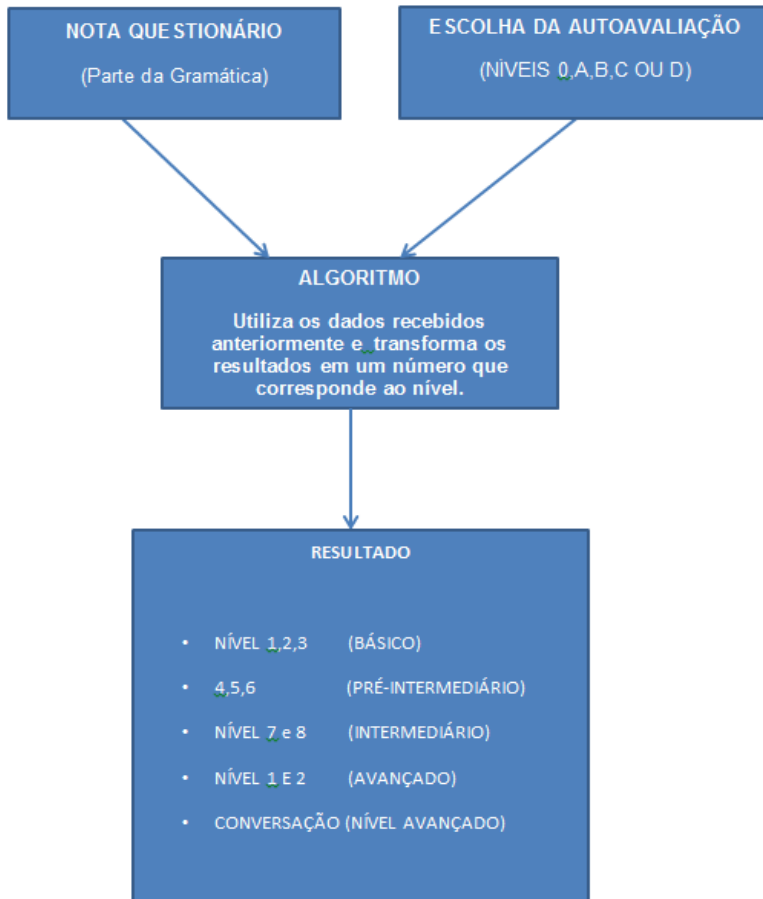 NOTA QUESTIONÁRIO
(Parte da Gramática)
ESCOLHA DA AUTOAVALIAÇÃO
(NÍVEIS 0,A,B,C OU D)
ALGORITMO
Utiliza os dados recebidos
anteriormente e transforma os
resultados em um número que
corresponde ao nível.
RESULTADO
• NÍVEL 1,2,3 (BÁSICO)
• 4,5,6 (PRÉ-INTERMEDIÁRIO)
• NÍVEL 7 e 8 (INTERMEDIÁRIO)
• NÍVEL 1 E 2 (AVANÇADO)
• CONVERSAÇÃO (NÍVEL AVANÇADO)